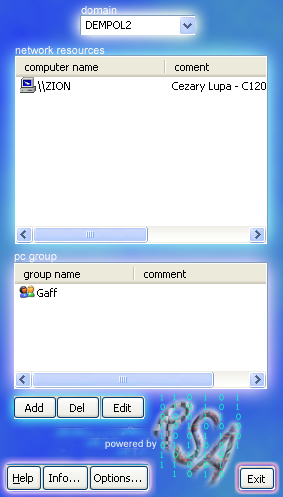 domain
DEMPOL2
network resources
computer name coment
\\ZION Cezary Lupa - C120
pc group
group name comment
Gaff
Add Del Edit
powered by
Help Info... Options... Exit